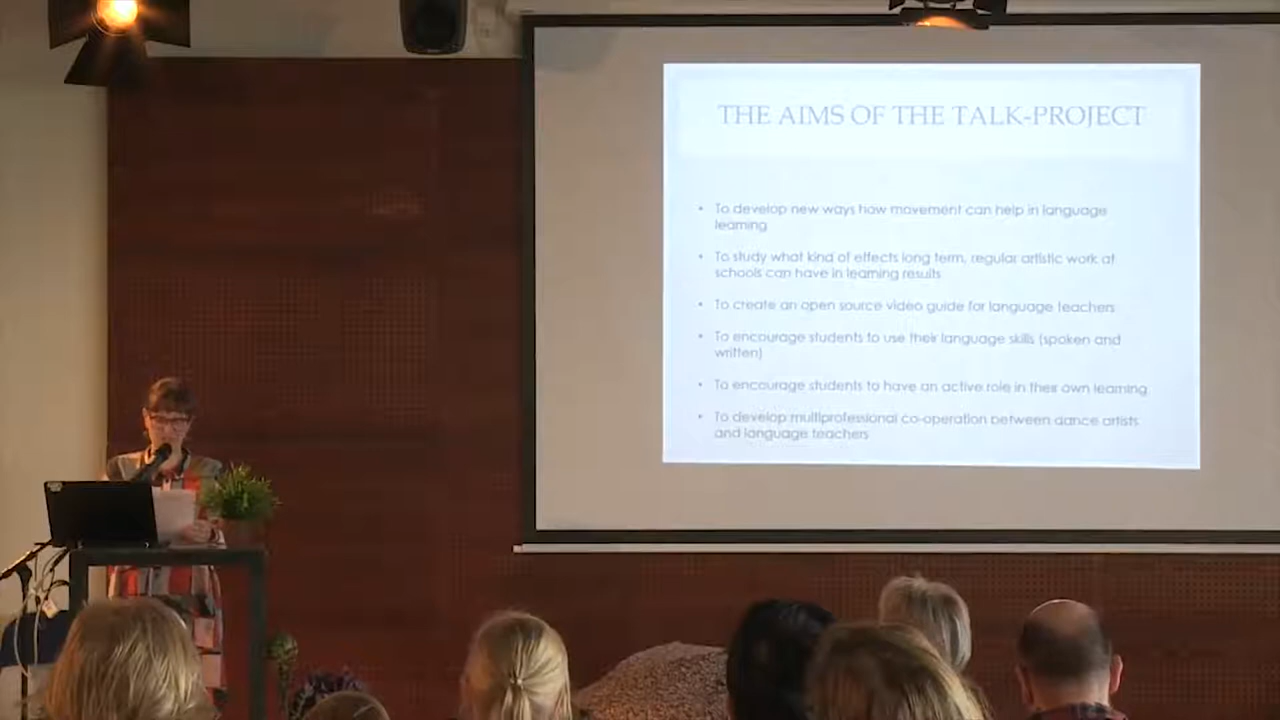 THE AIMS OF THE TALK-PROJECT
• To develop new ways how movement can help in language
learning
• To study what kind of effects long term, regular artistic work at
schools can have in learning results
• To create an open source video guide for language teachers
• To encourage students to use their language skills (spoken and
written)
• To encourage students to have an active role in their own learning
• To develop multiprofessional co-operation between dance artists
and language teachers